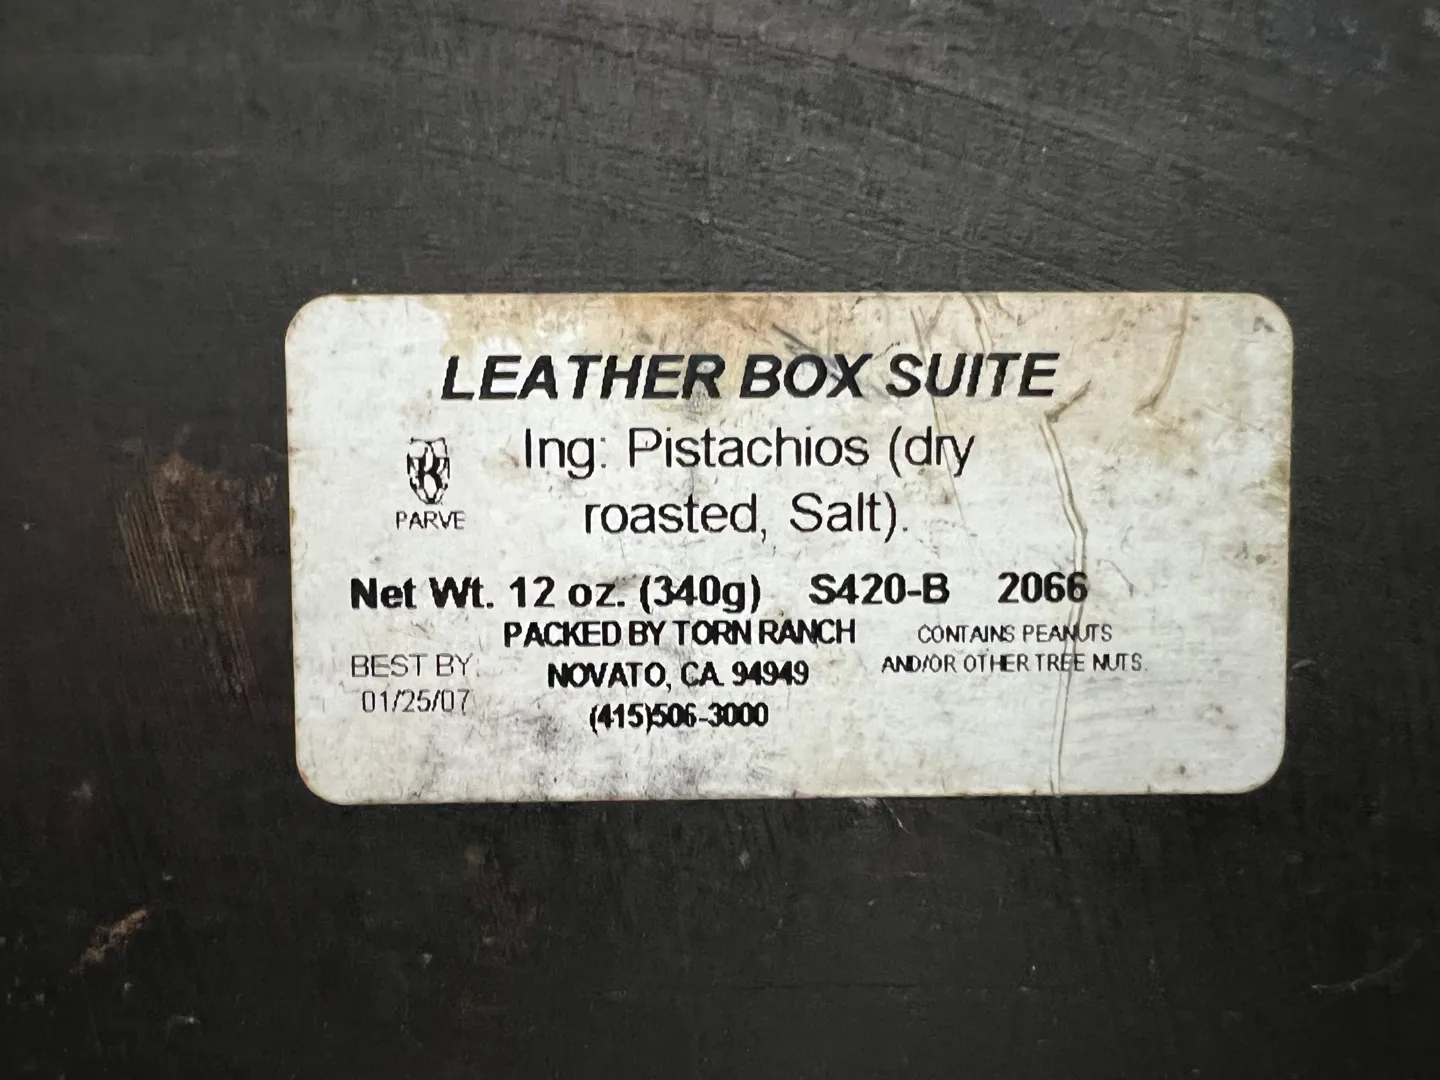 LEATHER BOX SUITE
Ing: Pistachios (dry
roasted, Salt).
K
PARVE
Net Wt. 12 oz. (340g) S420-B 2066
PACKED BY TORN RANCH
NOVATO, CA 94949
(415)506-3000
CONTAINS PEANUTS
AND/OR OTHER TREE NUTS.
BEST BY:
01/25/07